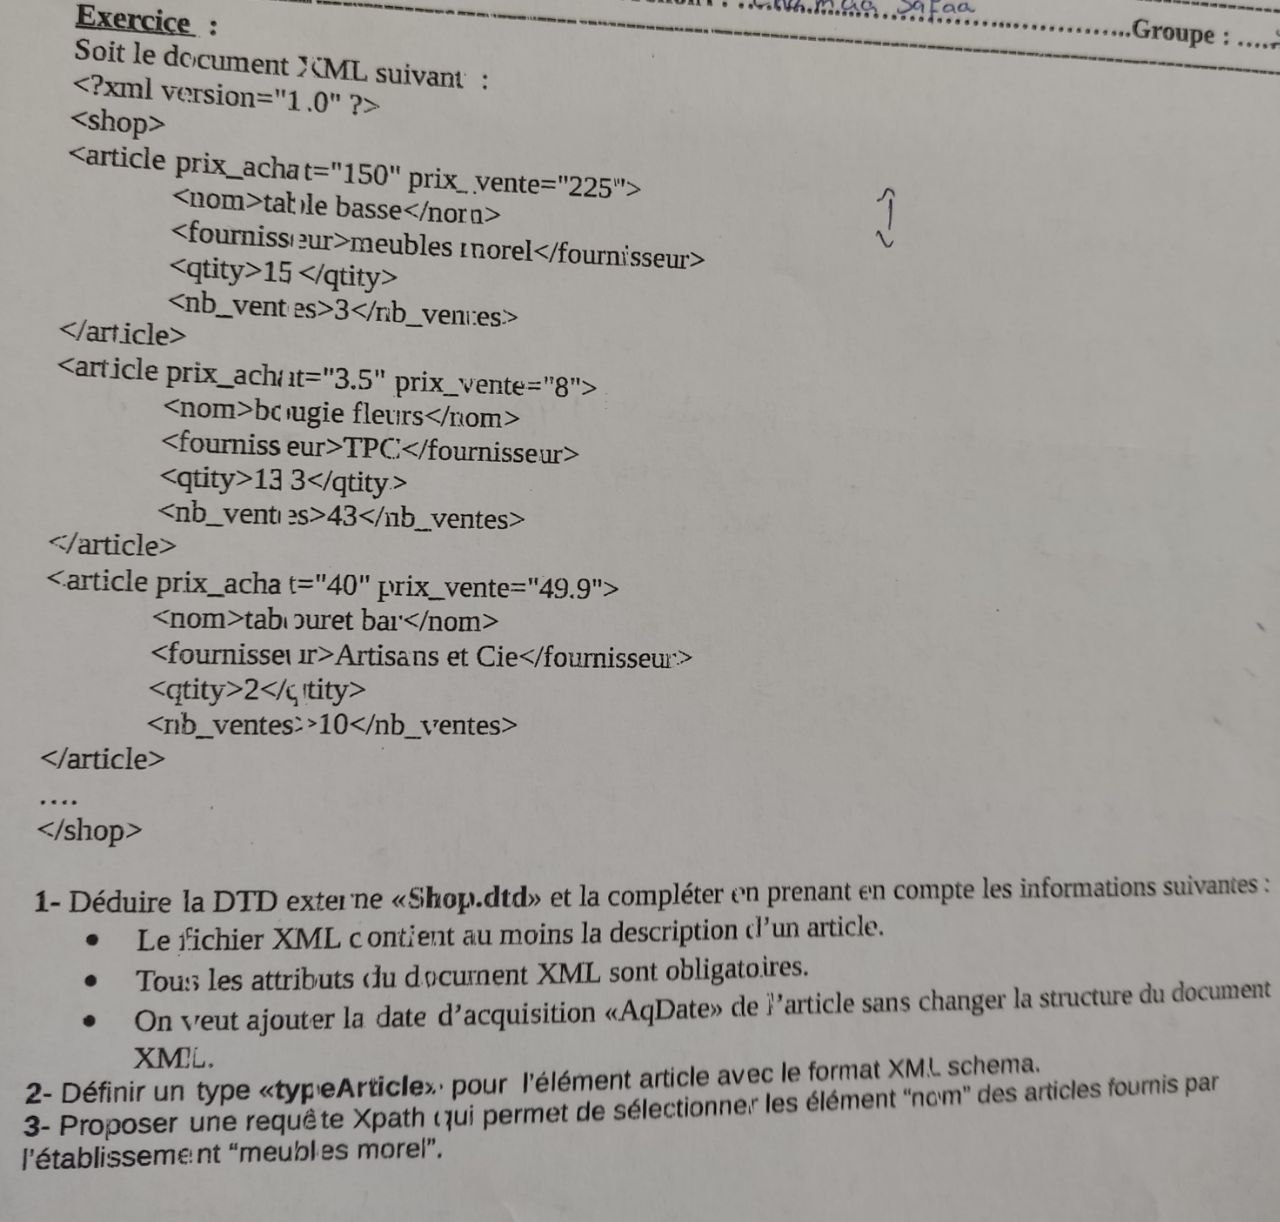 Safaa
Groupe :
Exercice :
Soit le document XML suivant :
<?xml version="1.0" ?>
<shop>
<article prix_achat="150" prix_vente="225">
<nom>table basse</nom>
<fournisseur>meubles morel</fournisseur>
<qtity>15 </qtity>
<nb_ventes>3</nb_ventes>
</article>
<article prix_achat="3.5" prix_vente="8">
<nom>bougie fleurs</nom>
<fournisseur>TPC</fournisseur>
<qtity>133</qtity>
<nb_ventes>43</nb_ventes>
</article>
<article prix_achat="40" prix_vente="49.9">
<nom>tabouret bar</nom>
<fournisseur>Artisans et Cie</fournisseur>
<qtity>2</qtity>
<nb_ventes>10</nb_ventes>
</article>
....
</shop>
1- Déduire la DTD externe «Shop.dtd» et la compléter en prenant en compte les informations suivantes :
• Le fichier XML contient au moins la description d'un article.
• Tous les attributs du document XML sont obligatoires.
• On veut ajouter la date d'acquisition «AqDate» de l'article sans changer la structure du document
XML.
2- Définir un type «typeArticle» pour l'élément article avec le format XML schema.
3- Proposer une requête Xpath qui permet de sélectionner les élément "nom" des articles fournis par
l'établissement "meubles morel".